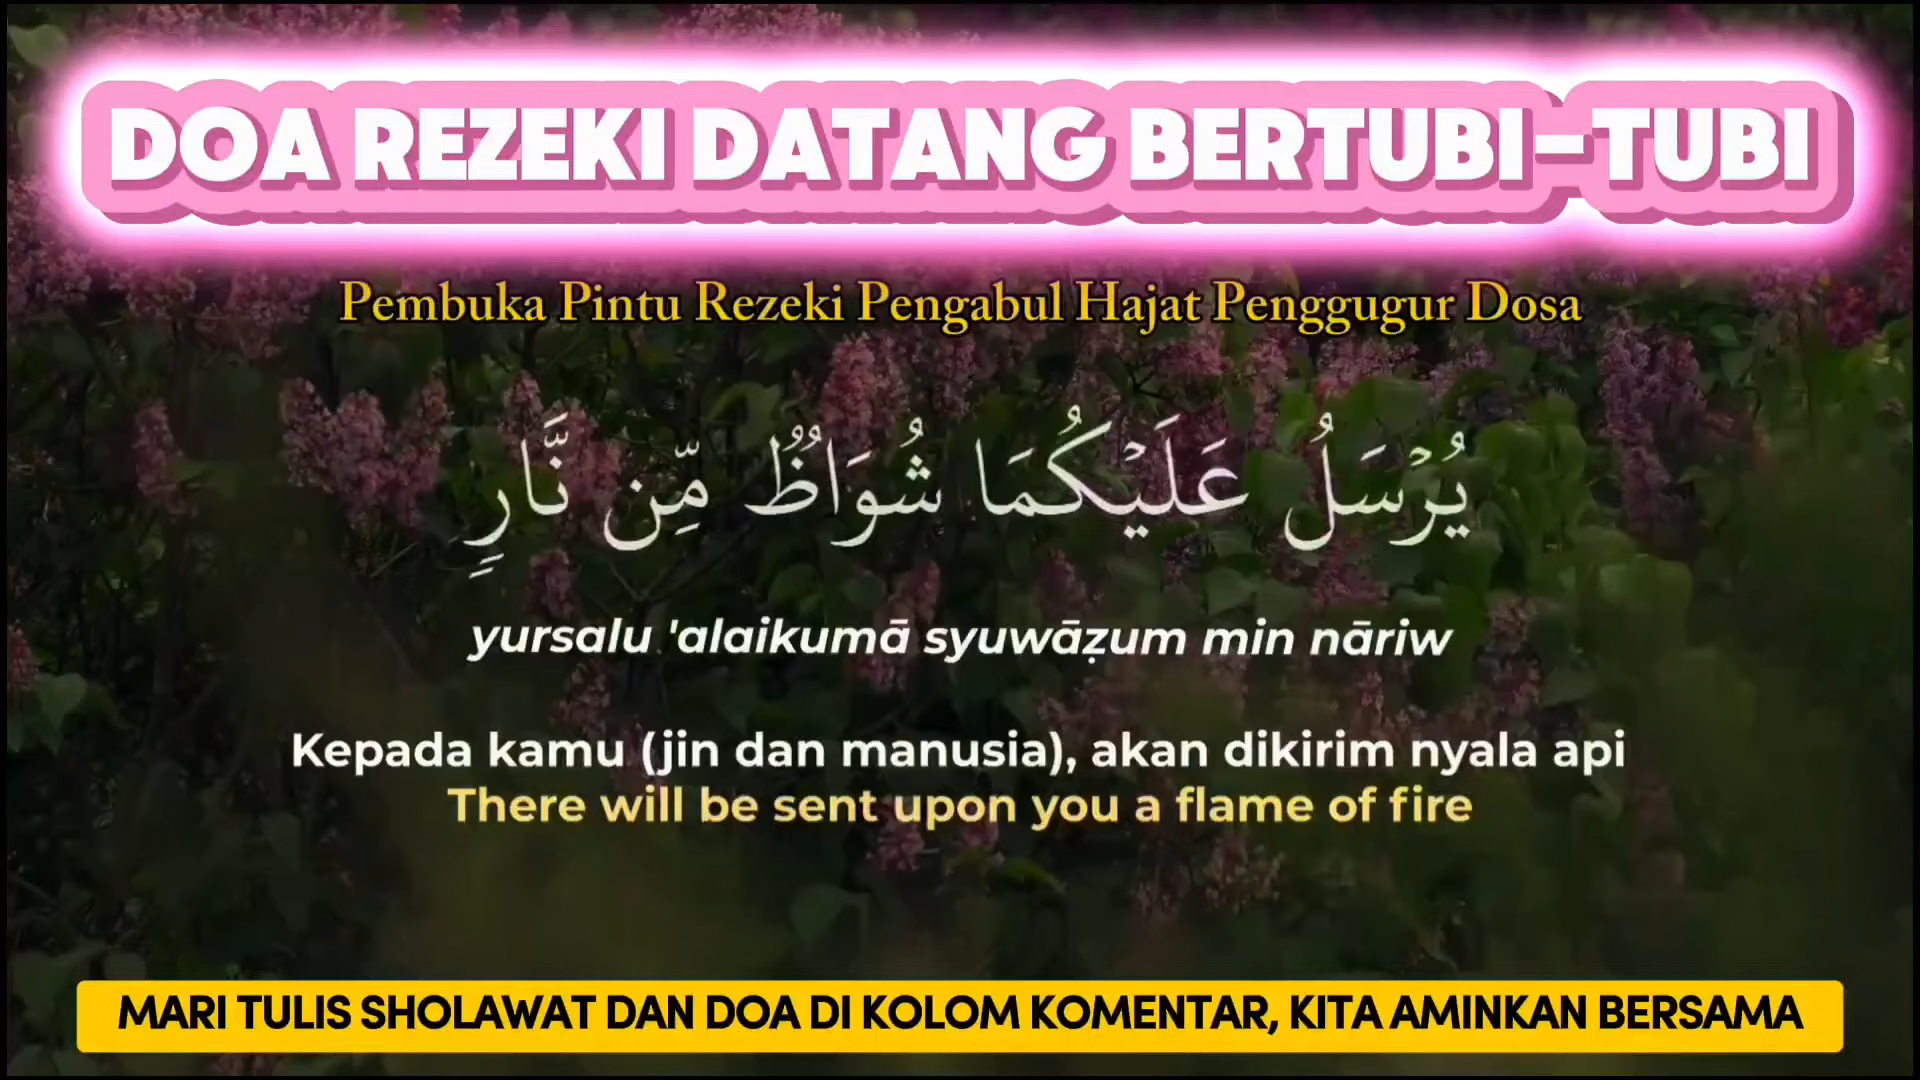 DOA REZEKI DATANG BERTUBI-TUBI
Pembuka Pintu Rezeki Pengabul Hajat Penggugur Dosa
يُرْسَلُ عَلَيْكُمَا شُوَاظٌ مِّن نَّارٍ
yursalu 'alaikumā syuwāẓum min nāriw
Kepada kamu (jin dan manusia), akan dikirim nyala api
There will be sent upon you a flame of fire
MARI TULIS SHOLAWAT DAN DOA DI KOLOM KOMENTAR, KITA AMINKAN BERSAMA